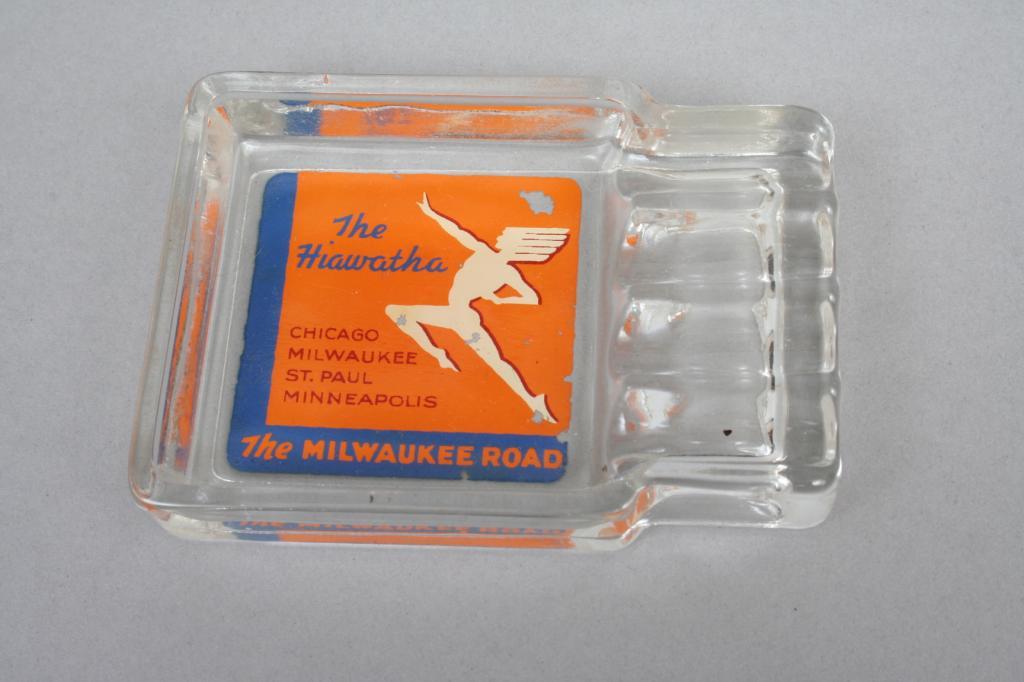 The
Hiawatha
CHICAGO
MILWAUKEE
ST. PAUL
MINNEAPOLIS
The MILWAUKEE ROAD